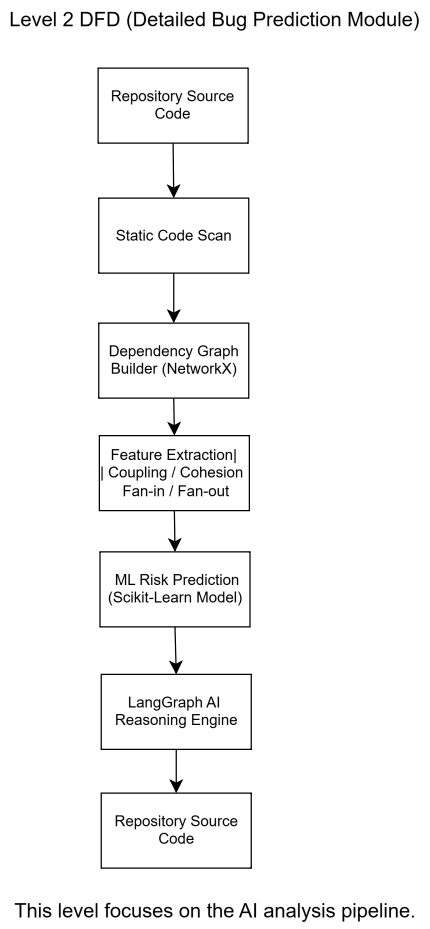 Level 2 DFD (Detailed Bug Prediction Module)
Repository Source
Code
Static Code Scan
Dependency Graph
Builder (NetworkX)
Feature Extraction|
| Coupling / Cohesion
Fan-in / Fan-out
ML Risk Prediction
(Scikit-Learn Model)
LangGraph AI
Reasoning Engine
Repository Source
Code
This level focuses on the AI analysis pipeline.